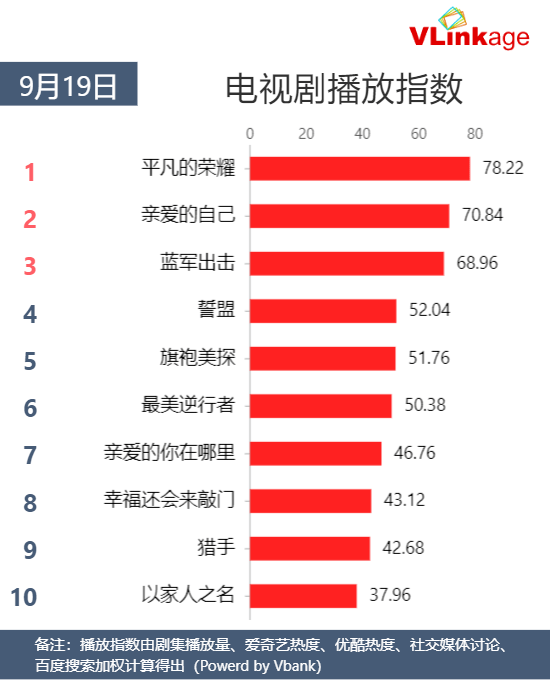 VLinkage
9月19日
电视剧播放指数
0 20 40 60 80
1 平凡的荣耀 78.22
2 亲爱的自己 70.84
3 蓝军出击 68.96
4 誓盟 52.04
5 旗袍美探 51.76
6 最美逆行者 50.38
7 亲爱的你在哪里 46.76
8 幸福还会来敲门 43.12
9 猎手 42.68
10 以家人之名 37.96
备注：播放指数由剧集播放量、爱奇艺热度、优酷热度、社交媒体讨论、
百度搜索加权计算得出（Powerd by Vbank）